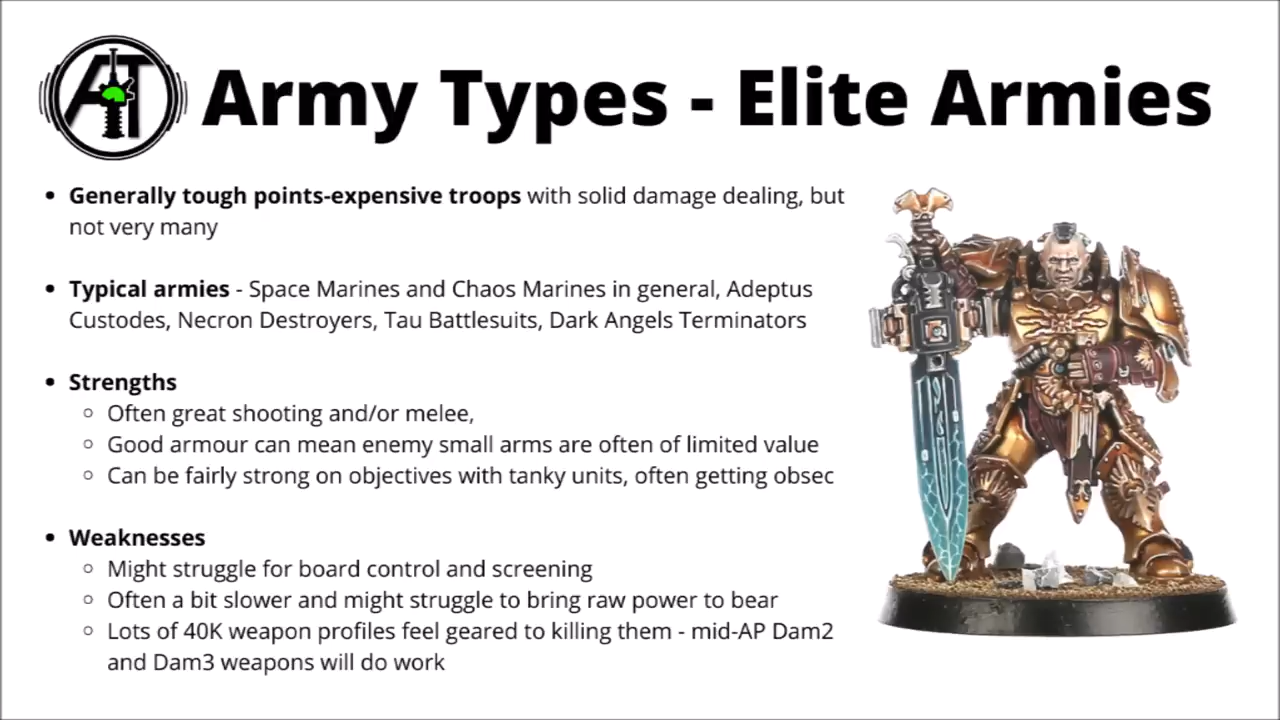 AT
Army Types - Elite Armies
• Generally tough points-expensive troops with solid damage dealing, but
not very many
• Typical armies - Space Marines and Chaos Marines in general, Adeptus
Custodes, Necron Destroyers, Tau Battlesuits, Dark Angels Terminators
• Strengths
○ Often great shooting and/or melee,
○ Good armour can mean enemy small arms are often of limited value
○ Can be fairly strong on objectives with tanky units, often getting obsec
• Weaknesses
○ Might struggle for board control and screening
○ Often a bit slower and might struggle to bring raw power to bear
○ Lots of 40K weapon profiles feel geared to killing them - mid-AP Dam2
and Dam3 weapons will do work